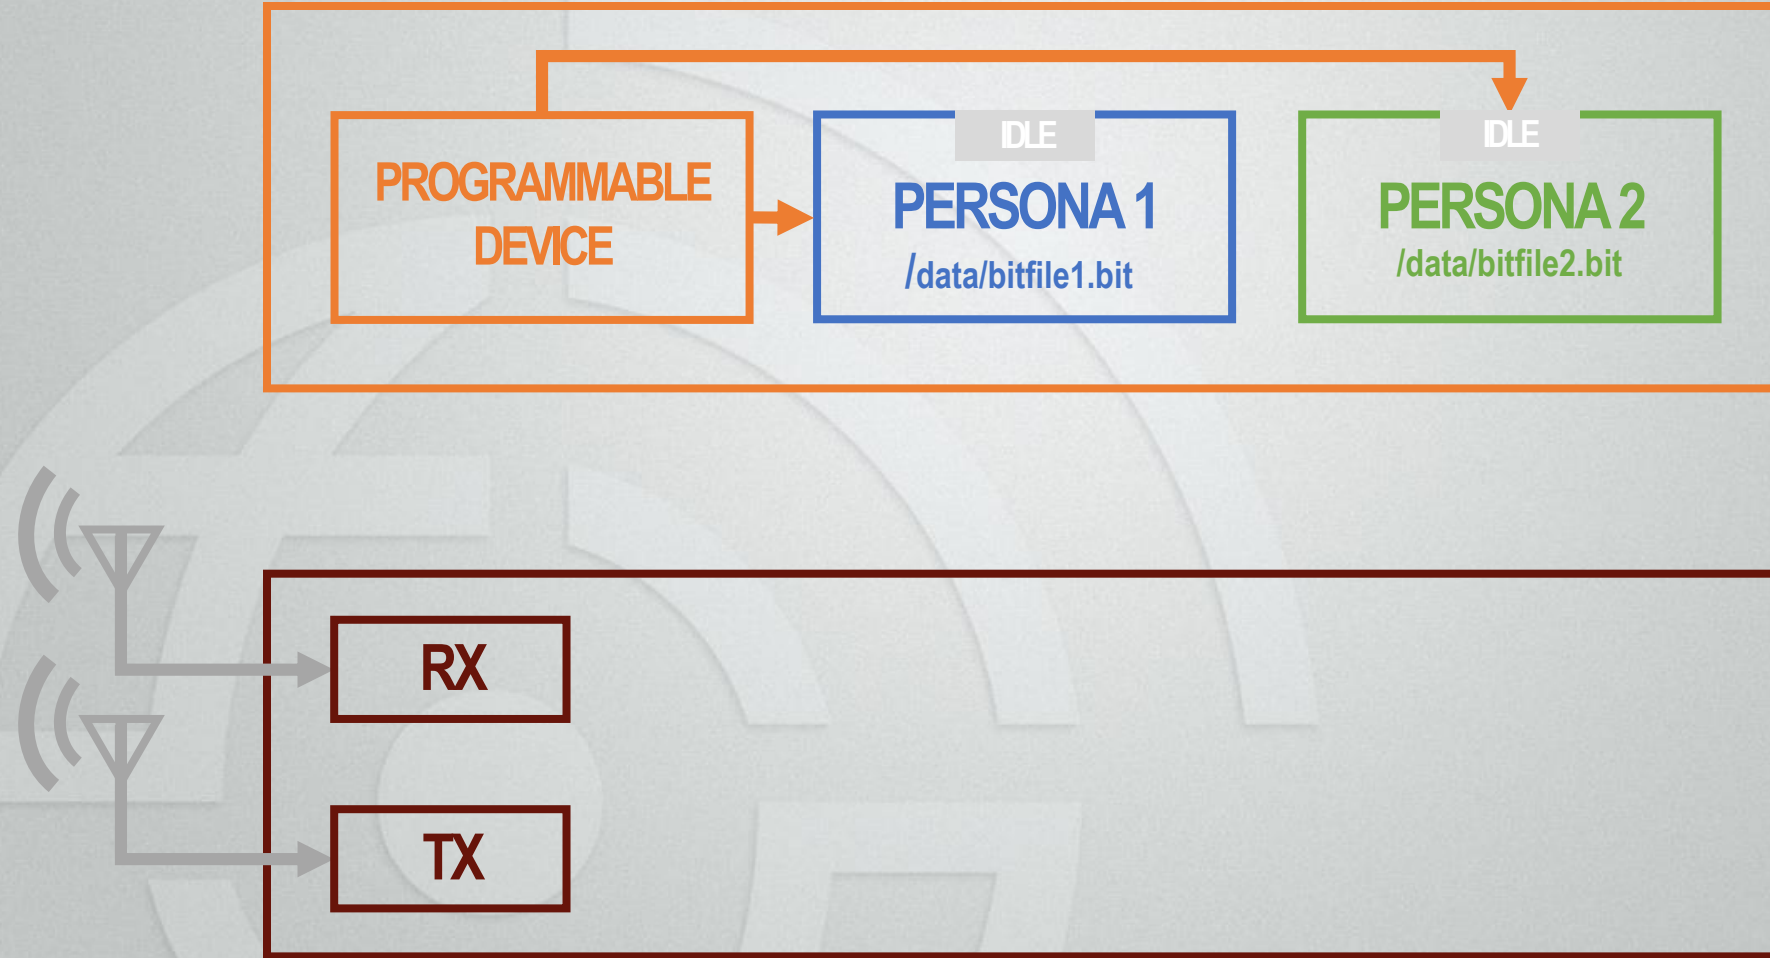 IDLE
IDLE
PROGRAMMABLE
DEVICE
PERSONA 1
/data/bitfile1.bit
PERSONA 2
/data/bitfile2.bit
RX
TX